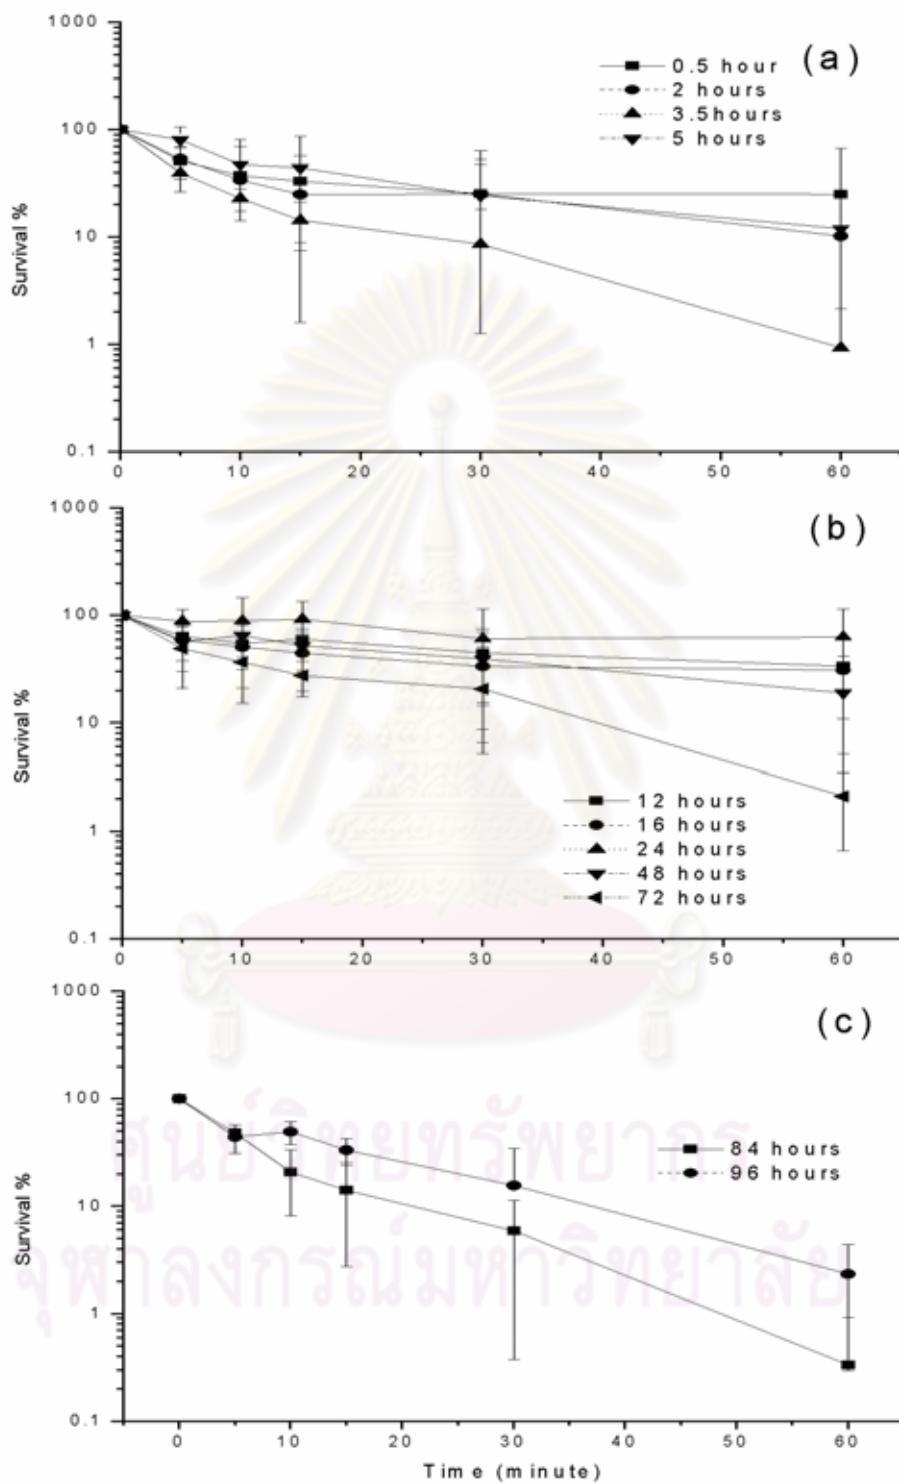 (a)
1000
100
10
1
0.1
Survival %
0.5 hour
2 hours
3.5hours
5 hours
0 10 20 30 40 50 60
(b)
1000
100
10
1
0.1
Survival %
12 hours
16 hours
24 hours
48 hours
72 hours
0 10 20 30 40 50 60
(c)
1000
100
10
1
0.1
Survival %
84 hours
96 hours
ศูนย์วิทยทรัพยากร
จุฬาลงกรณ์มหาวิทยาลัย
0 10 20 30 40 50 60
Time (minute)